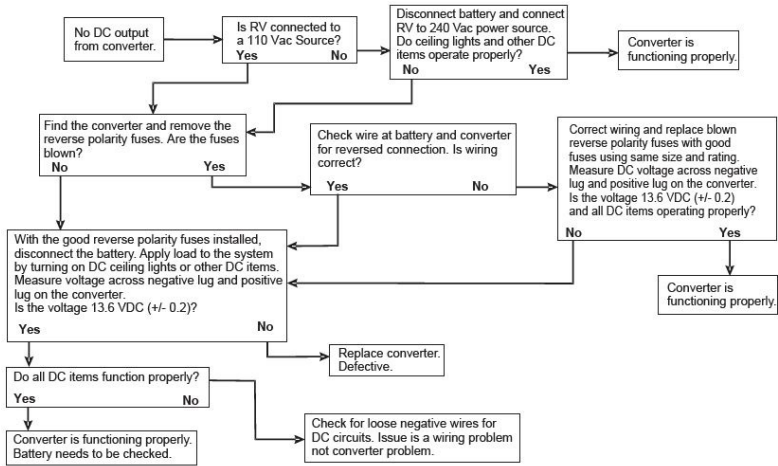 No DC output
from converter.
Is RV connected to
a 110 Vac Source?
Yes No
Disconnect battery and connect
RV to 240 Vac power source.
Do ceiling lights and other DC
items operate properly?
No Yes
Converter is
functioning properly.
Find the converter and remove the
reverse polarity fuses. Are the fuses
blown?
No Yes
Check wire at battery and converter
for reversed connection. Is wiring
correct?
Yes No
Correct wiring and replace blown
reverse polarity fuses with good
fuses using same size and rating.
Measure DC voltage across negative
lug and positive lug on the converter.
Is the voltage 13.6 VDC (+/- 0.2)
and all DC items operating properly?
No Yes
Converter is
functioning properly.
With the good reverse polarity fuses installed,
disconnect the battery. Apply load to the system
by turning on DC ceiling lights or other DC items.
Measure voltage across negative lug and positive
lug on the converter.
Is the voltage 13.6 VDC (+/- 0.2)?
Yes No
Replace converter.
Defective.
Do all DC items function properly?
Yes No
Converter is functioning properly.
Battery needs to be checked.
Check for loose negative wires for
DC circuits. Issue is a wiring problem
not converter problem.